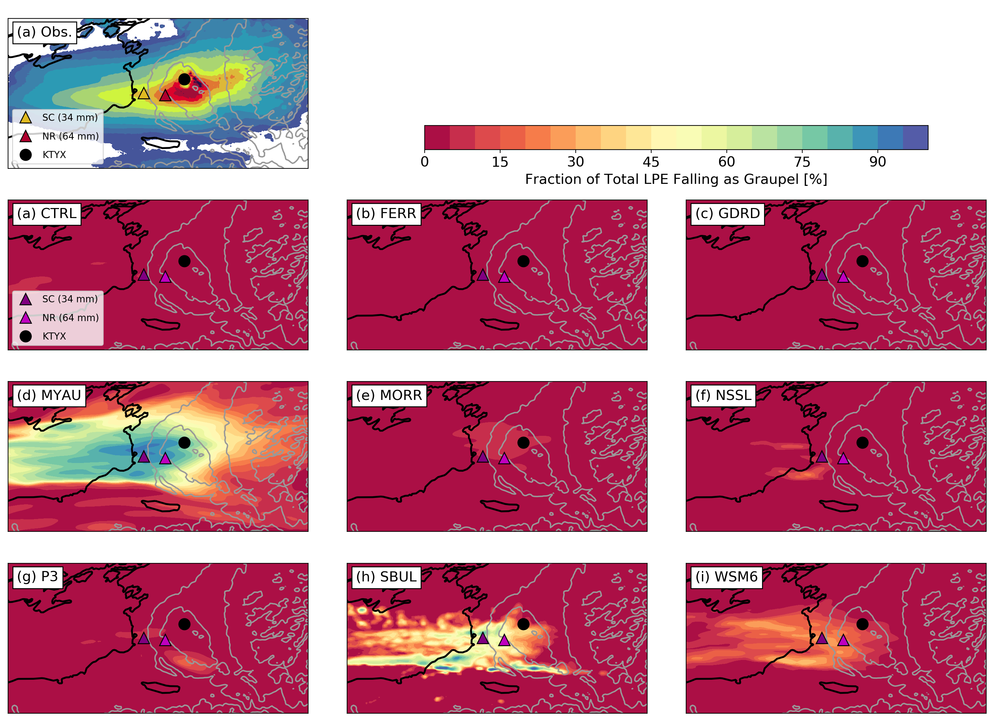 (a) Obs.
SC (34 mm)
NR (64 mm)
KTYX
0 15 30 45 60 75 90
Fraction of Total LPE Falling as Graupel [%]
(a) CTRL
SC (34 mm)
NR (64 mm)
KTYX
(b) FERR
(c) GDRD
(d) MYAU
(e) MORR
(f) NSSL
(g) P3
(h) SBUL
(i) WSM6